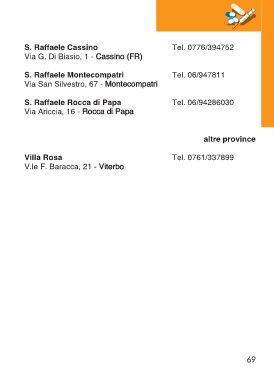 S. Raffaele Cassino Tel. 0776/394752
Via G, Di Biasio, 1 - Cassino (FR)
S. Raffaele Montecompatri Tel. 06/947811
Via San Silvestro, 67 - Montecompatri
S. Raffaele Rocca di Papa Tel. 06/94286030
Via Ariccia, 16 - Rocca di Papa
altre province
Villa Rosa Tel. 0761/337899
V.le F. Baracca, 21 - Viterbo
69